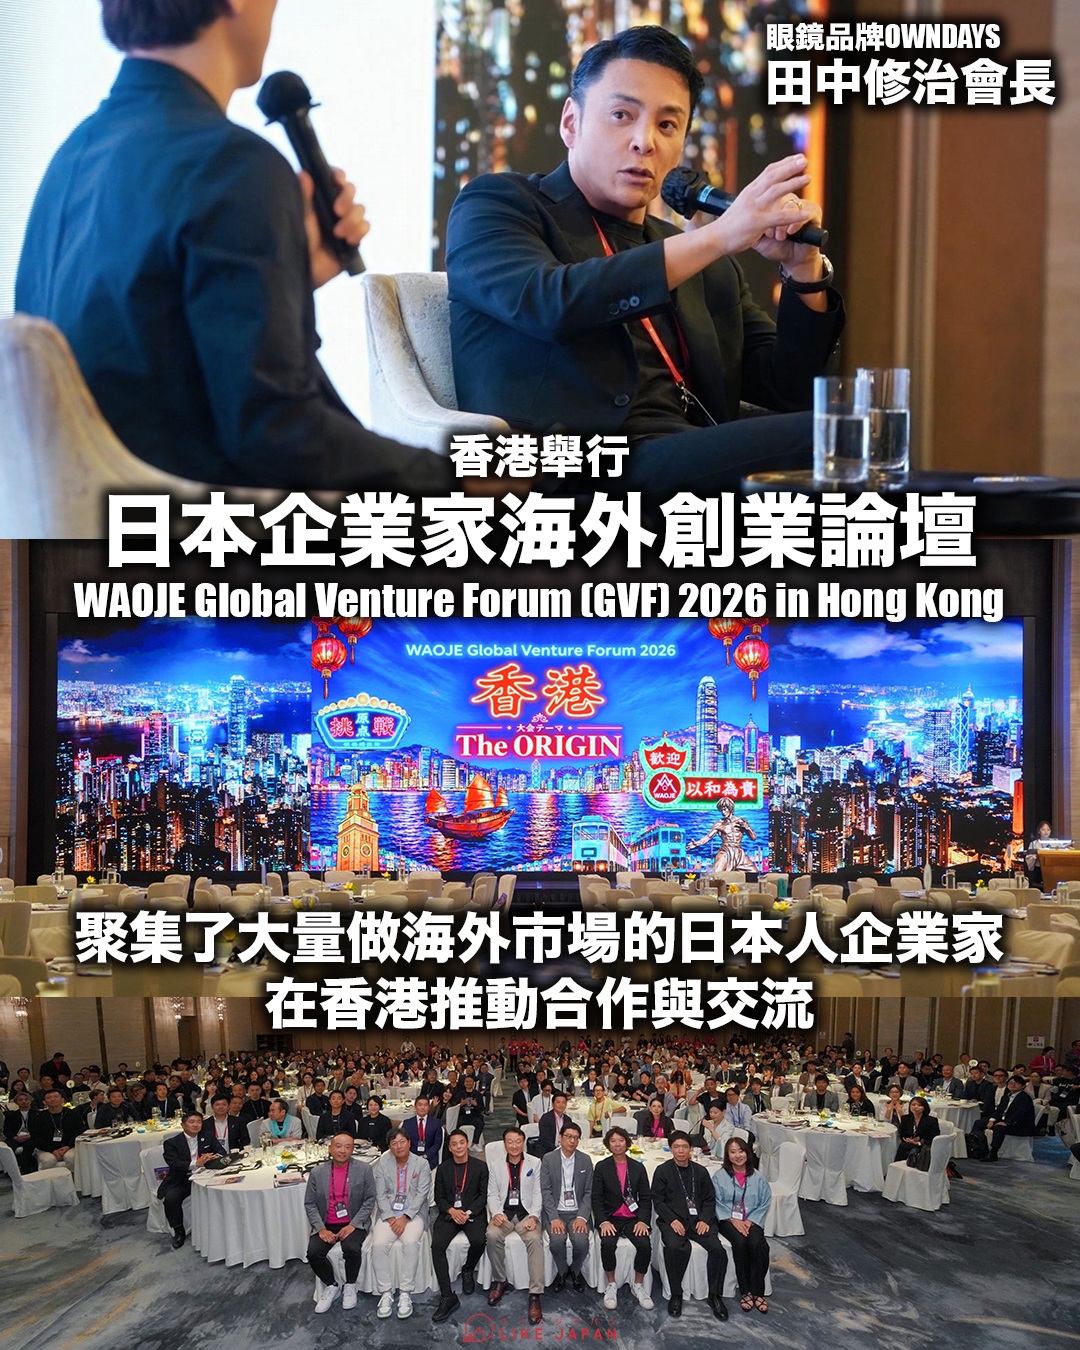 眼鏡品牌OWNDAYS
田中修治會長
香港舉行
日本企業家海外創業論壇
WAOJE Global Venture Forum (GVF) 2026 in Hong Kong
WAOJE Global Venture Forum 2026
香港
大会テーマ
The ORIGIN
原点
挑戦
歓迎
WAOJE
以和為貴
聚集了大量做海外市場的日本人企業家
在香港推動合作與交流
LIKE JAPAN